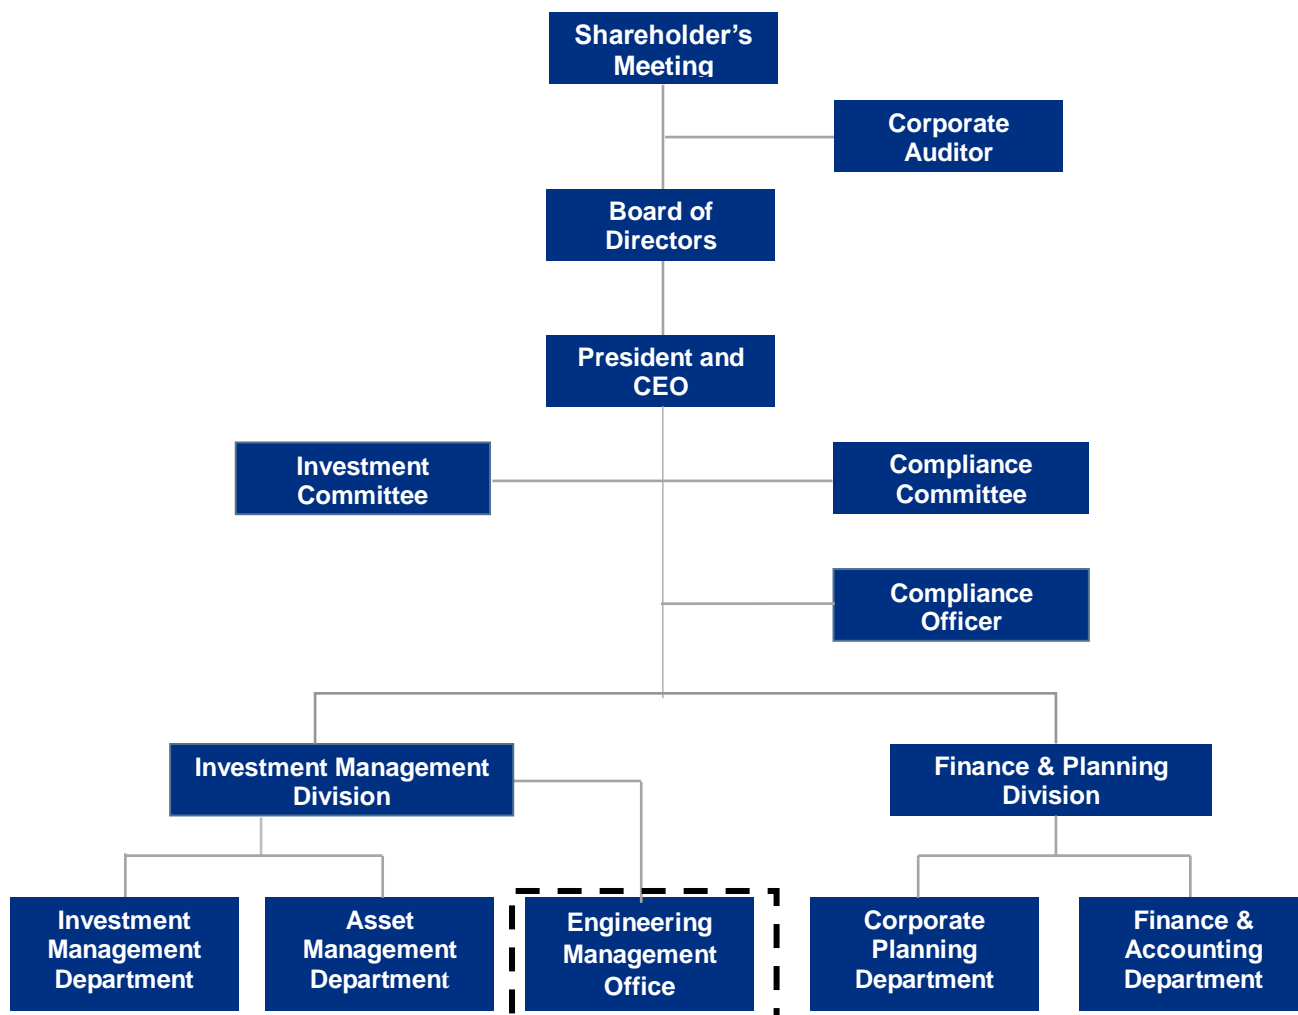 Shareholder’s
Meeting
Corporate
Auditor
Board of
Directors
President and
CEO
Investment
Committee
Compliance
Committee
Compliance
Officer
Investment Management
Division
Finance & Planning
Division
Investment
Management
Department
Asset
Management
Department
Engineering
Management
Office
Corporate
Planning
Department
Finance &
Accounting
Department